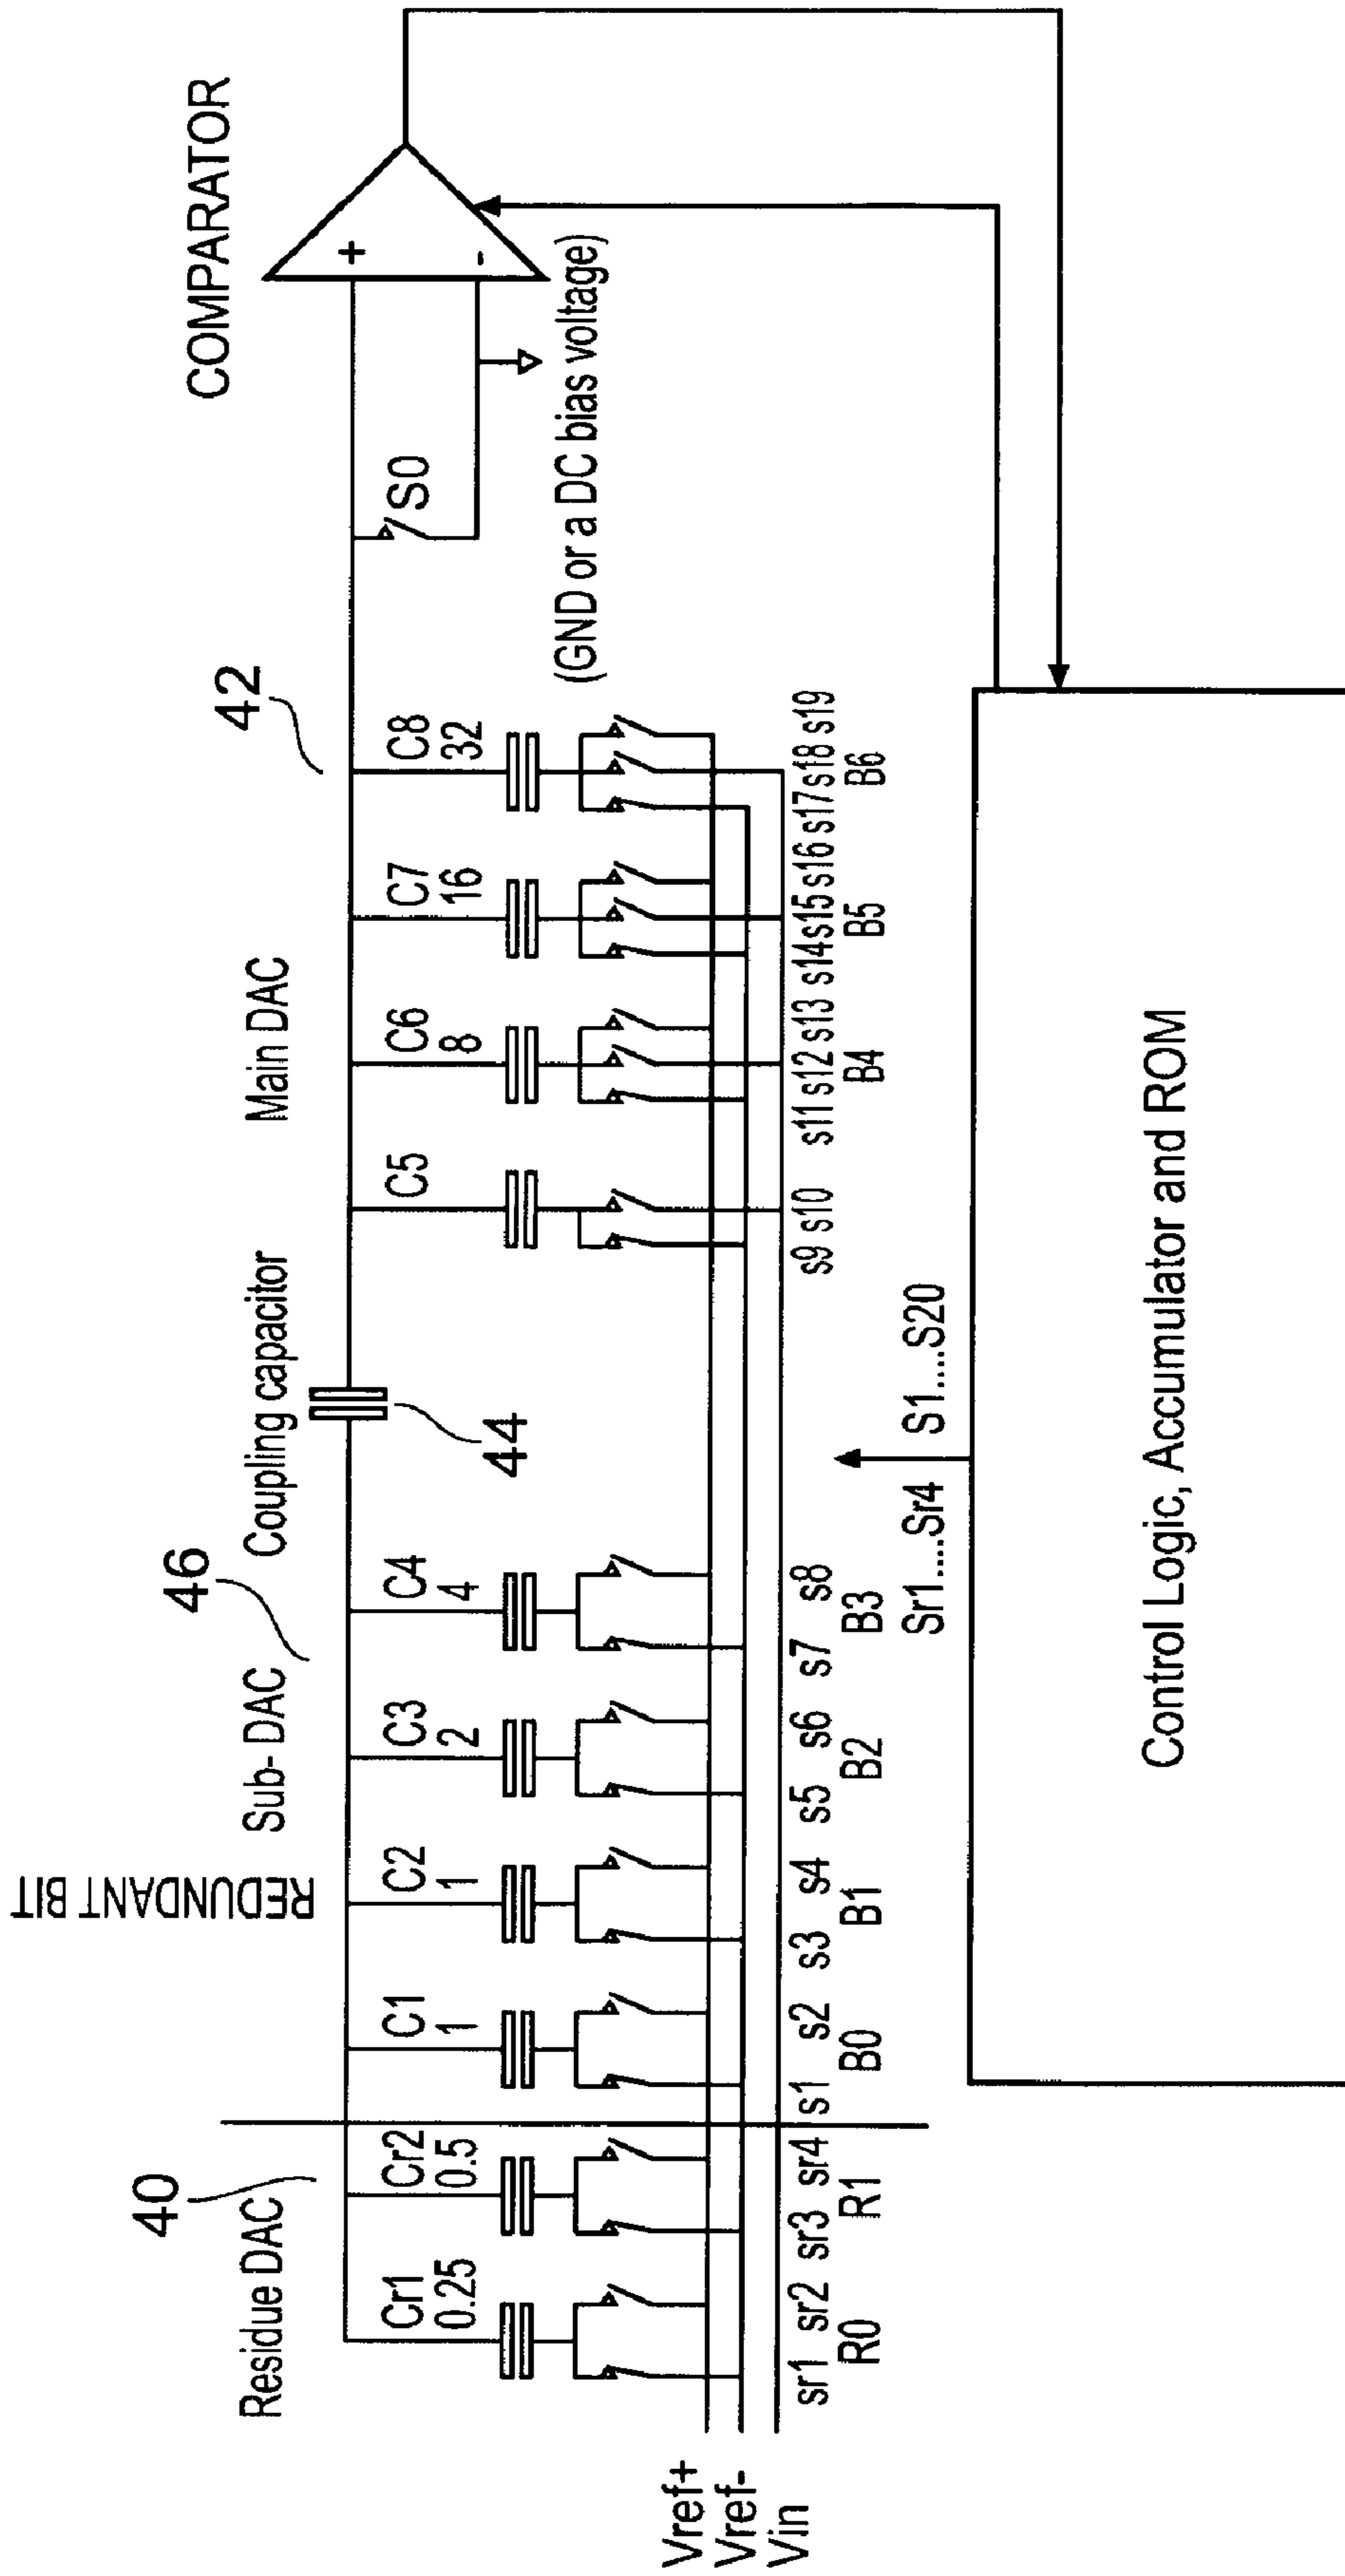 REDUNDANT BIT
COMPARATOR
40
46
42
Residue DAC
Sub- DAC
Coupling capacitor
Main DAC
44
Cr1
0.25
Cr2
0.5
C1
1
C2
1
C3
2
C4
4
C5
C6
8
C7
16
C8
32
S0
+
-
(GND or a DC bias voltage)
Vref+
Vref-
Vin
sr1 sr2 sr3 sr4 s1 s2 s3 s4 s5 s6 s7 s8 s9 s10 s11 s12 s13 s14 s15 s16 s17 s18 s19
R0 R1 B0 B1 B2 B3 B4 B5 B6
Sr1....Sr4 S1....S20
Control Logic, Accumulator and ROM